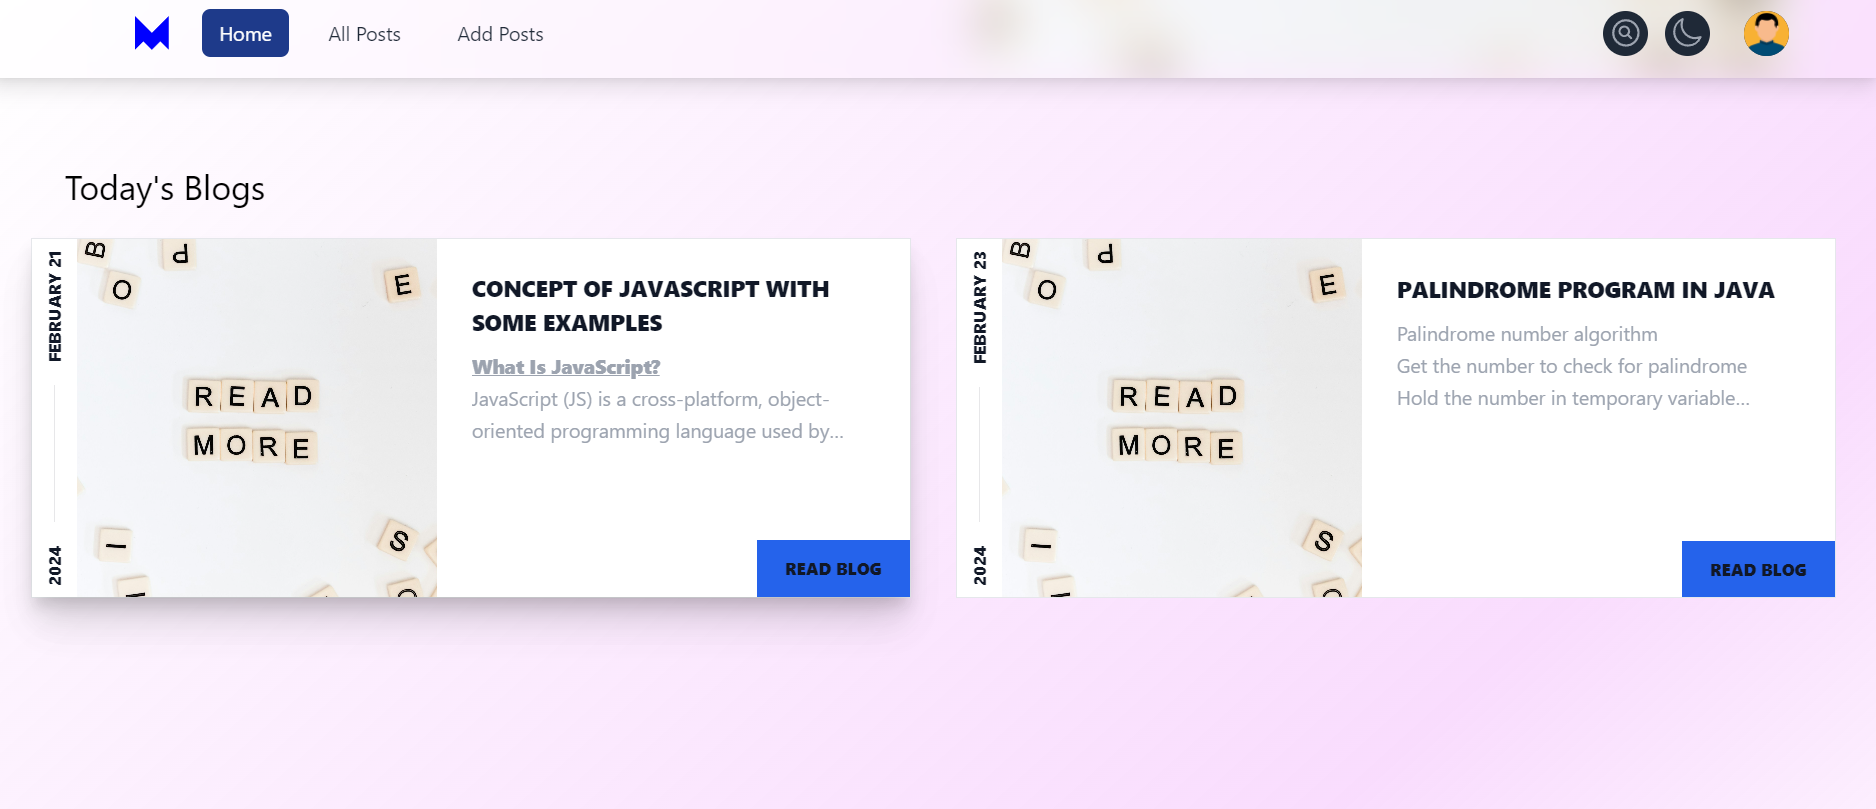 Home All Posts Add Posts
Today's Blogs
FEBRUARY 21
2024
B
P
O
E
READ
MORE
I
S
CONCEPT OF JAVASCRIPT WITH
SOME EXAMPLES
What Is JavaScript?
JavaScript (JS) is a cross-platform, object-
oriented programming language used by...
READ BLOG
FEBRUARY 23
2024
B
P
O
E
READ
MORE
I
S
PALINDROME PROGRAM IN JAVA
Palindrome number algorithm
Get the number to check for palindrome
Hold the number in temporary variable...
READ BLOG